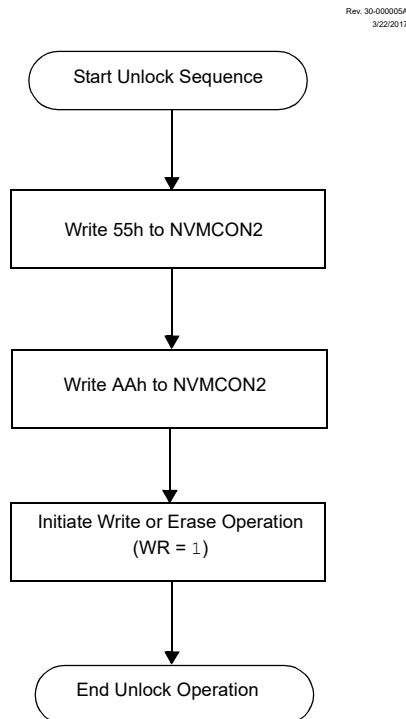 Rev. 30-000005A
3/22/2017
Start Unlock Sequence
Write 55h to NVMCON2
Write AAh to NVMCON2
Initiate Write or Erase Operation
(WR = 1)
End Unlock Operation